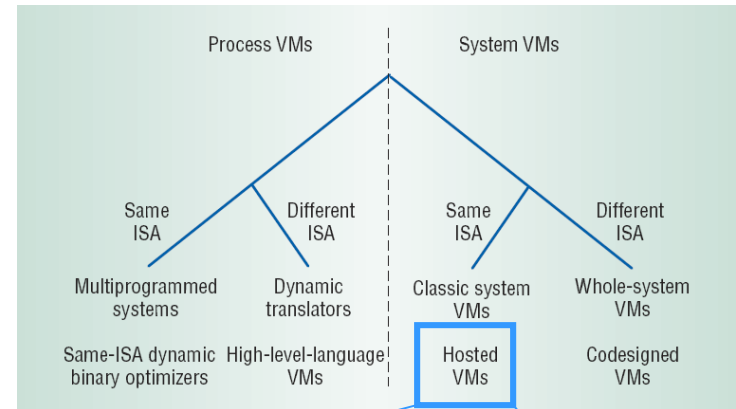 Process VMs
System VMs
Same
ISA
Different
ISA
Same
ISA
Different
ISA
Multiprogrammed
systems
Dynamic
translators
Classic system
VMs
Whole-system
VMs
Same-ISA dynamic
binary optimizers
High-level-language
VMs
Hosted
VMs
Codesigned
VMs